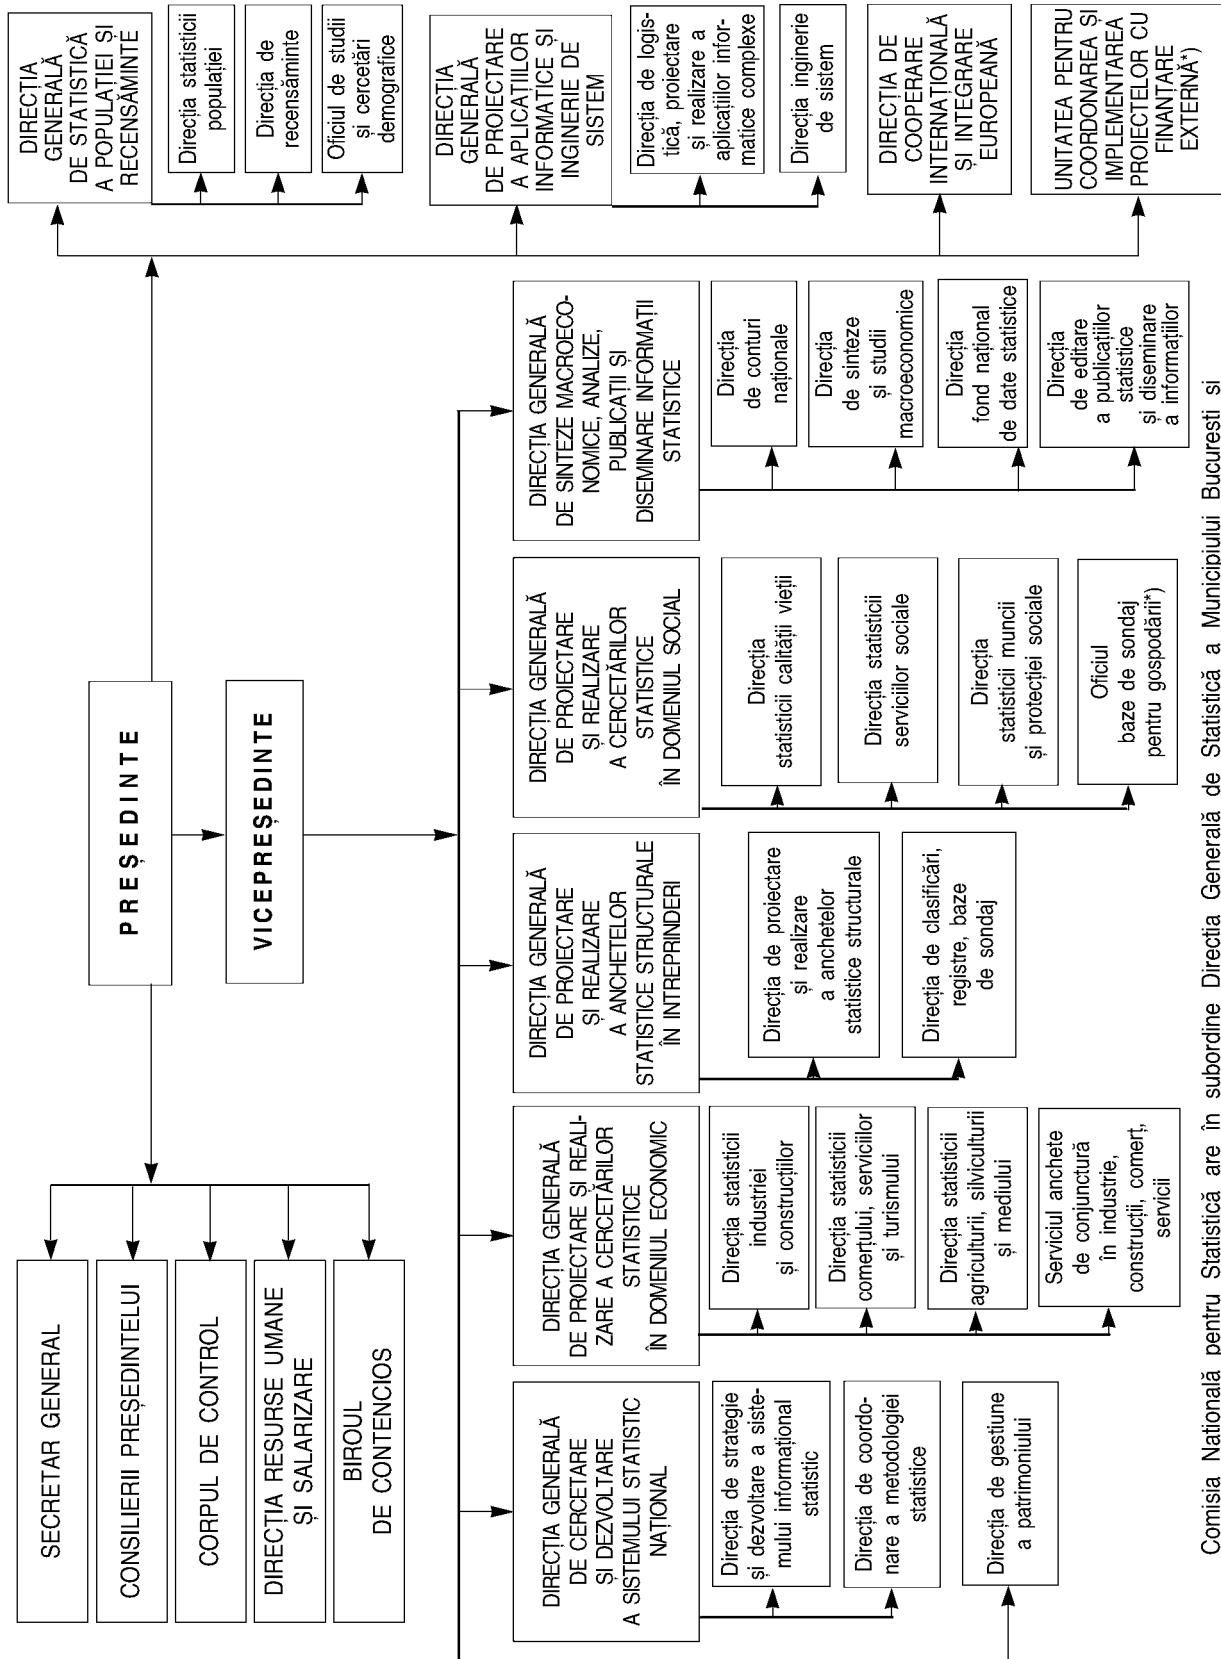 PREȘEDINTE
VICEPREȘEDINTE
SECRETAR GENERAL
CONSILIERII PREȘEDINTELUI
CORPUL DE CONTROL
DIRECȚIA RESURSE UMANE
ȘI SALARIZARE
BIROUL
DE CONTENCIOS
DIRECȚIA
GENERALĂ
DE STATISTICĂ
A POPULAȚIEI ȘI
RECENSĂMINTE
Direcția statisticii
populației
Direcția de
recensăminte
Oficiul de studii
și cercetări
demografice
DIRECȚIA
GENERALĂ
DE PROIECTARE
A APLICAȚIILOR
INFORMATICE ȘI
INGINERIE DE
SISTEM
Direcția de logis-
tică, proiectare
și realizare a
aplicațiilor infor-
matice complexe
Direcția inginerie
de sistem
DIRECȚIA DE
COOPERARE
INTERNAȚIONALĂ
ȘI INTEGRARE
EUROPEANĂ
UNITATEA PENTRU
COORDONAREA ȘI
IMPLEMENTAREA
PROIECTELOR CU
FINANȚARE
EXTERNĂ*)
DIRECȚIA GENERALĂ
DE CERCETARE
ȘI DEZVOLTARE
A SISTEMULUI STATISTIC
NAȚIONAL
Direcția de strategie
și dezvoltare a siste-
mului informațional
statistic
Direcția de coordo-
nare a metodologiei
statistice
Direcția de gestiune
a patrimoniului
DIRECȚIA GENERALĂ
DE PROIECTARE ȘI REALI-
ZARE A CERCETĂRILOR
STATISTICE
ÎN DOMENIUL ECONOMIC
Direcția statisticii
industriei
și construcțiilor
Direcția statisticii
comerțului, serviciilor
și turismului
Direcția statisticii
agriculturii, silviculturii
și mediului
Serviciul anchete
de conjunctură
în industrie,
construcții, comerț,
servicii
DIRECȚIA GENERALĂ
DE PROIECTARE
ȘI REALIZARE
A ANCHETELOR
STATISTICE STRUCTURALE
ÎN INTREPRINDERI
Direcția de proiectare
și realizare
a anchetelor
statistice structurale
Direcția de clasificări,
registre, baze
de sondaj
DIRECȚIA GENERALĂ
DE PROIECTARE
ȘI REALIZARE
A CERCETĂRILOR
STATISTICE
ÎN DOMENIUL SOCIAL
Direcția
statisticii calității vieții
Direcția statisticii
serviciilor sociale
Direcția
statisticii muncii
și protecției sociale
Oficiul
baze de sondaj
pentru gospodării*)
DIRECȚIA GENERALĂ
DE SINTEZE MACROECO-
NOMICE, ANALIZE,
PUBLICAȚII ȘI
DISEMINARE INFORMAȚII
STATISTICE
Direcția
de conturi
naționale
Direcția
de sinteze
și studii
macroeconomice
Direcția
fond național
de date statistice
Direcția
de editare
a publicațiilor
statistice
și diseminare
a informațiilor
Comisia Națională pentru Statistică are în subordine Direcția Generală de Statistică a Municipiului București și